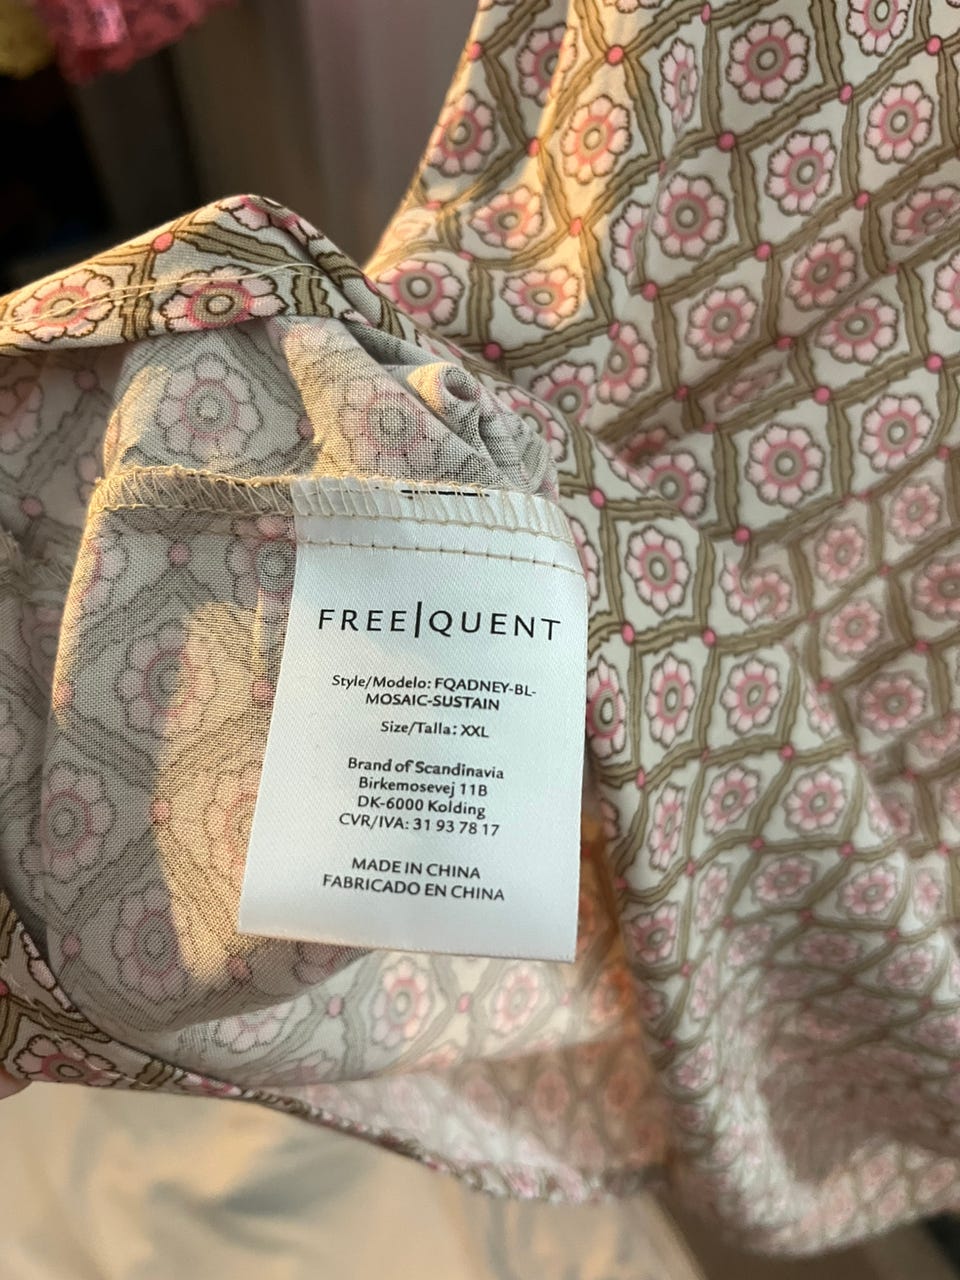 FREE|QUENT
Style/Modelo: FQADNEY-BL-
MOSAIC-SUSTAIN
Size/Talla: XXL
Brand of Scandinavia
Birkemosevej 11B
DK-6000 Kolding
CVR/IVA: 31 93 78 17
MADE IN CHINA
FABRICADO EN CHINA